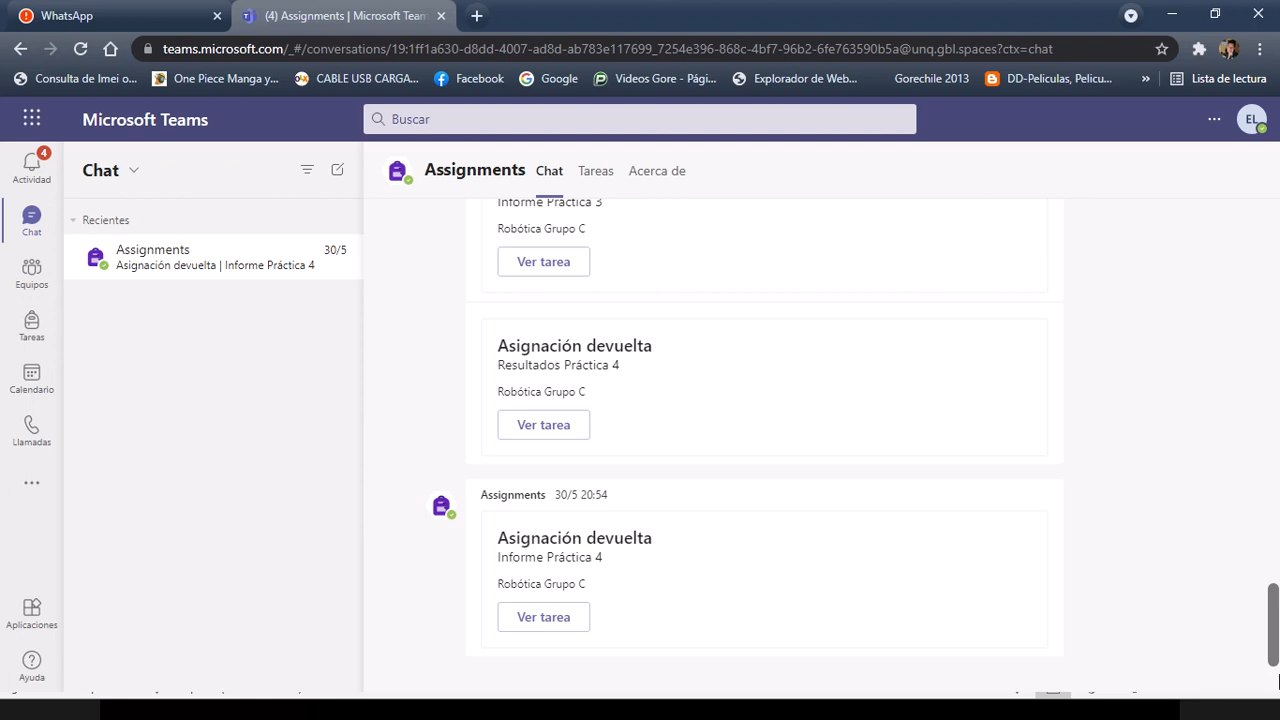 WhatsApp
(4) Assignments | Microsoft Team
teams.microsoft.com/_#/conversations/19:1ff1a630-d8dd-4007-ad8d-ab783e117699_7254e396-868c-4bf7-96b2-6fe763590b5a@unq.gbl.spaces?ctx=chat
Consulta de Imei o...
One Piece Manga y...
CABLE USB CARGA...
Facebook
Google
Videos Gore - Pági...
Explorador de Web...
Gorechile 2013
DD-Peliculas, Pelicu...
»
Lista de lectura
Microsoft Teams
Buscar
EL
4
Actividad
Chat
Equipos
Tareas
Calendario
Llamadas
Aplicaciones
Ayuda
Chat
Recientes
Assignments 30/5
Asignación devuelta | Informe Práctica 4
Assignments Chat Tareas Acerca de
Informe Práctica 3
Robótica Grupo C
Ver tarea
Asignación devuelta
Resultados Práctica 4
Robótica Grupo C
Ver tarea
Assignments 30/5 20:54
Asignación devuelta
Informe Práctica 4
Robótica Grupo C
Ver tarea